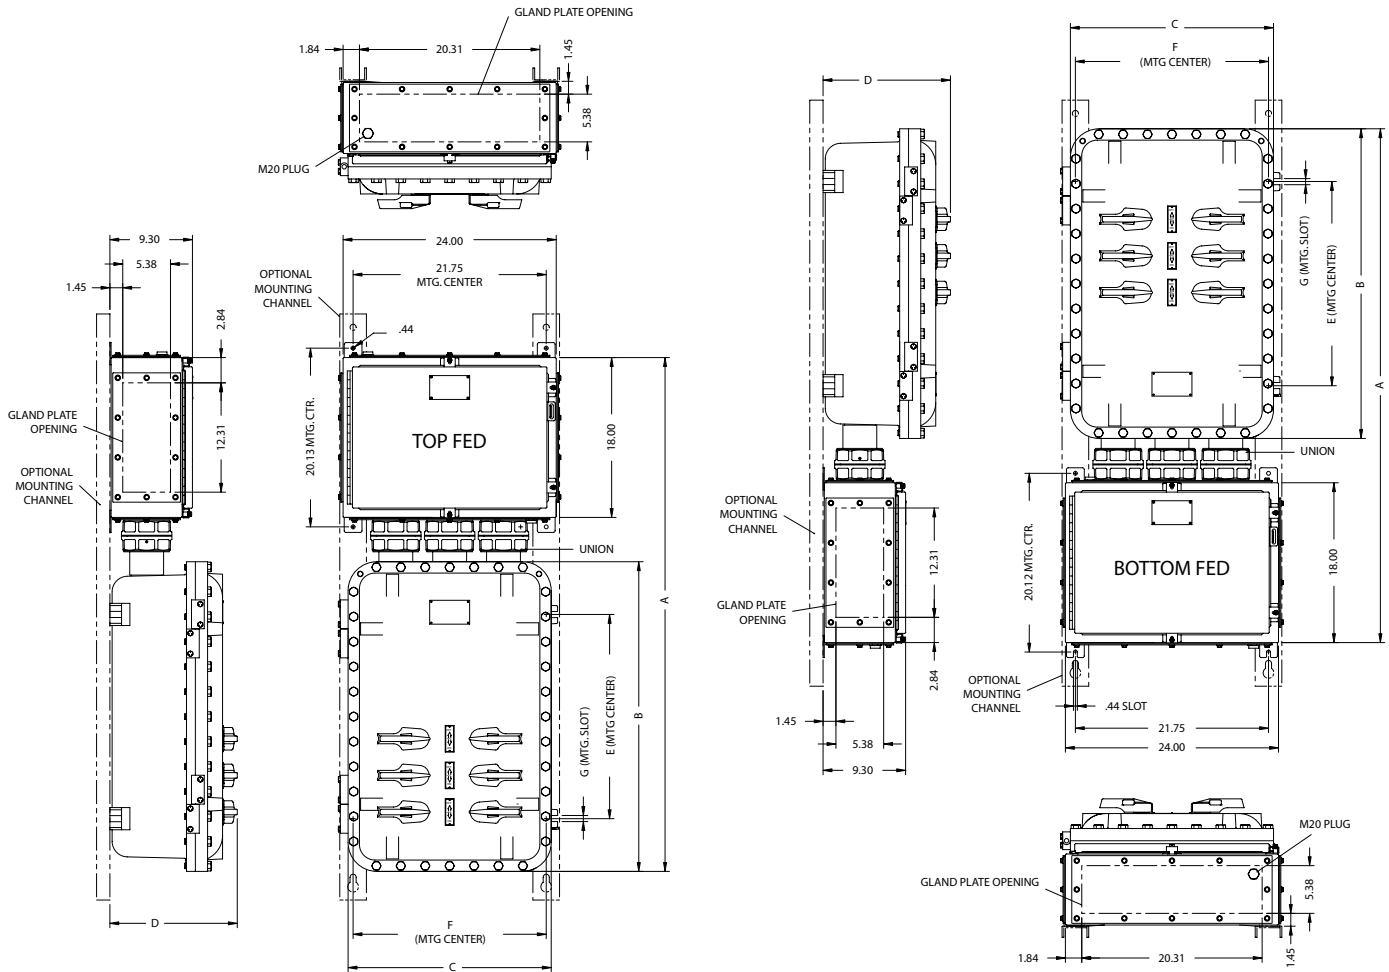 GLAND PLATE OPENING
1.84
20.31
1.45
5.38
M20 PLUG
9.30
5.38
1.45
24.00
21.75
MTG. CENTER
OPTIONAL
MOUNTING
CHANNEL
.44
2.84
GLAND PLATE
OPENING
12.31
20.13 MTG. CTR.
TOP FED
18.00
OPTIONAL
MOUNTING
CHANNEL
UNION
A
G (MTG. SLOT)
E (MTG CENTER)
B
D
F
(MTG CENTER)
C
C
F
(MTG CENTER)
D
G (MTG. SLOT)
E (MTG CENTER)
B
A
UNION
OPTIONAL
MOUNTING
CHANNEL
12.31
20.12 MTG. CTR.
BOTTOM FED
18.00
GLAND PLATE
OPENING
2.84
OPTIONAL
MOUNTING
CHANNEL
.44 SLOT
1.45
5.38
9.30
21.75
24.00
M20 PLUG
GLAND PLATE OPENING
5.38
1.84
20.31
1.45